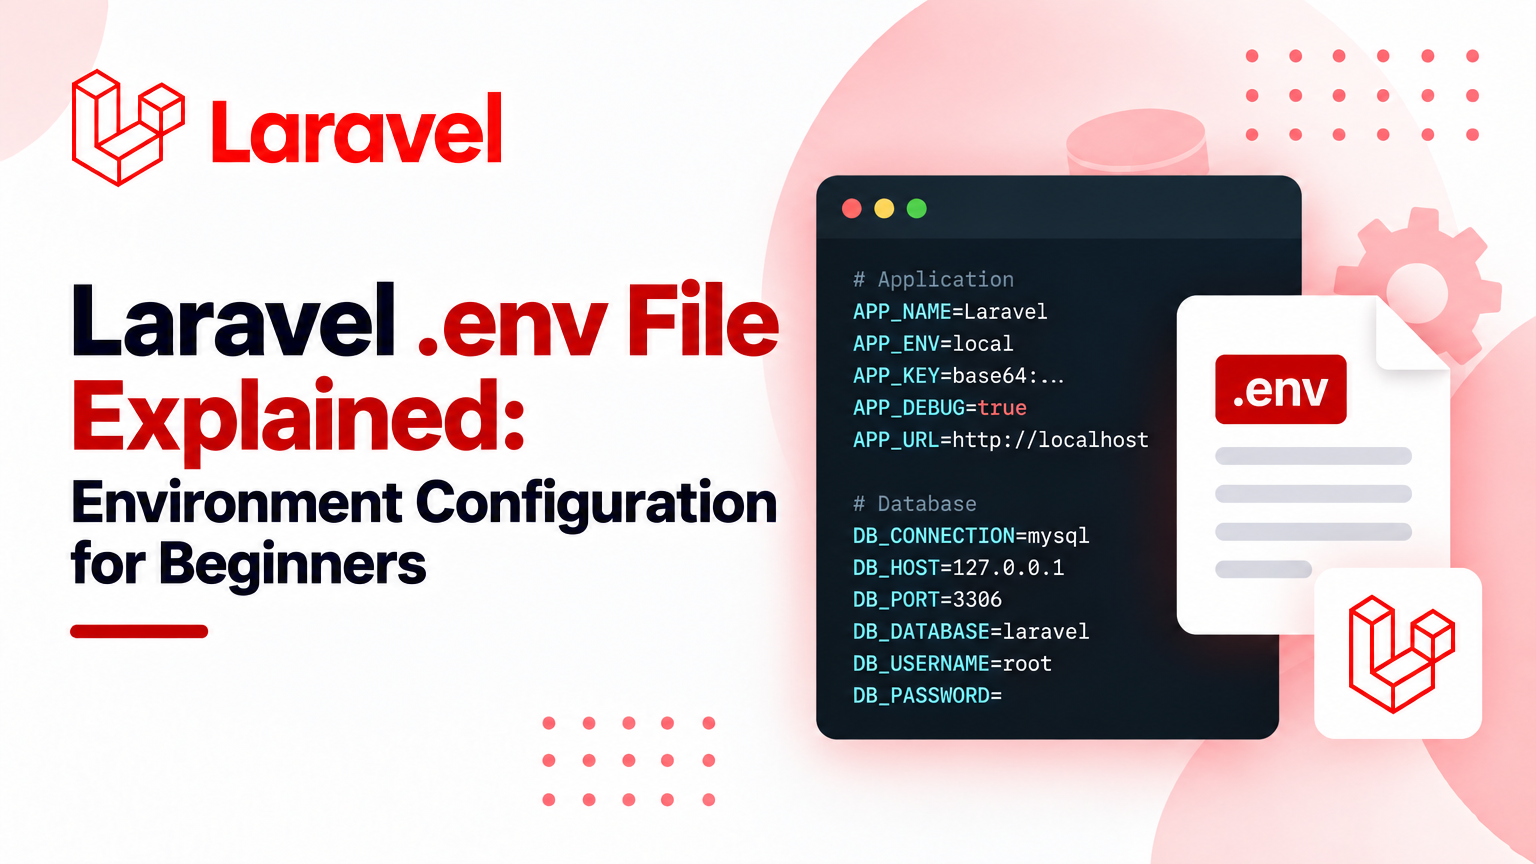 Laravel
Laravel .env File
Explained:
Environment Configuration
for Beginners
# Application
APP_NAME=Laravel
APP_ENV=local
APP_KEY=base64:...
APP_DEBUG=true
APP_URL=http://localhost
# Database
DB_CONNECTION=mysql
DB_HOST=127.0.0.1
DB_PORT=3306
DB_DATABASE=laravel
DB_USERNAME=root
DB_PASSWORD=
.env